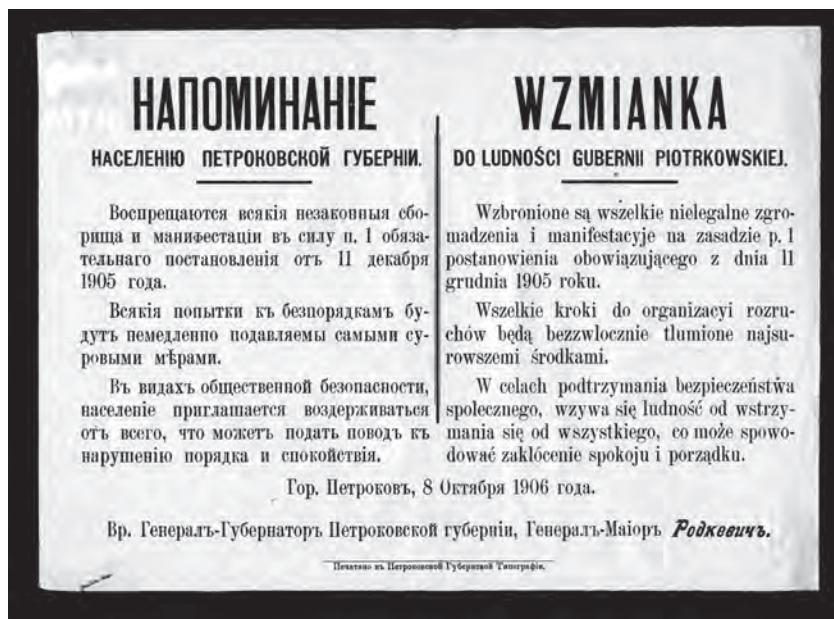 НАПОМИНАНІЕ
НАСЕЛЕНІЮ ПЕТРОКОВСКОЙ ГУБЕРНІИ.
Воспрещаются всякія незаконныя сбо-
рища и манифестаціи въ силу п. 1 обяза-
тельнаго постановленія отъ 11 декабря
1905 года.
Всякія попытки къ безпорядкамъ бу-
дутъ немедленно подавляемы самыми су-
ровыми мѣрами.
Въ видахъ общественной безопасности,
населеніе приглашается воздерживаться
отъ всего, что можетъ подать поводъ къ
нарушенію порядка и спокойствія.
WZMIANKA
DO LUDNOŚCI GUBERNII PIOTRKOWSKIEJ.
Wzbronione są wszelkie nielegalne zgro-
madzenia i manifestacyje na zasadzie p. 1
postanowienia obowiązującego z dnia 11
grudnia 1905 roku.
Wszelkie kroki do organizacyi rozru-
chów będą bezzwłocznie tłumione najsu-
rowszemi środkami.
W celach podtrzymania bezpieczeństwa
społecznego, wzywa się ludność od wstrzy-
mania się od wszystkiego, co może spowo-
dować zakłócenie spokoju i porządku.
Гор. Петроковъ, 8 Октября 1906 года.
Вр. Генералъ-Губернаторъ Петроковской губерніи, Генералъ-Маіоръ Родкевичъ.
Печатано въ Петроковской Губернской Типографіи.